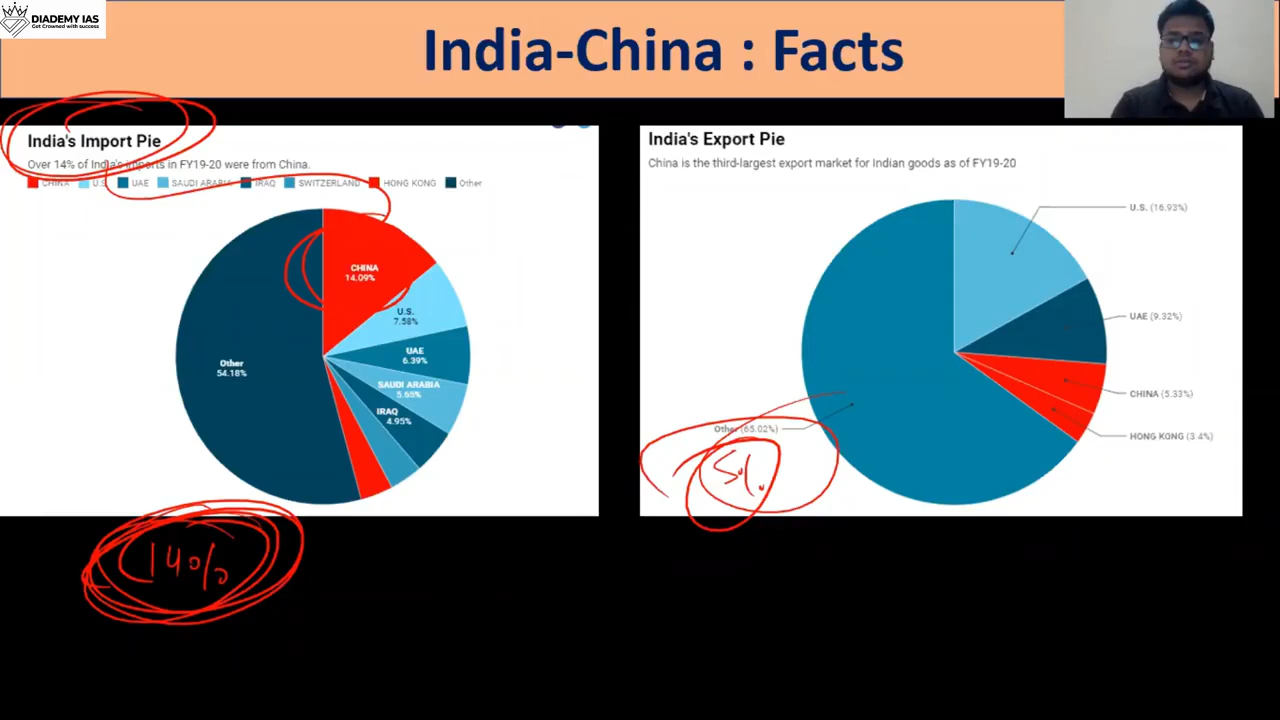 DIADEMY IAS
Get Crowned with success
India-China : Facts
India's Import Pie
Over 14% of India's imports in FY19-20 were from China.
CHINA U.S. UAE SAUDI ARABIA IRAQ SWITZERLAND HONG KONG Other
CHINA
14.09%
U.S.
7.58%
UAE
6.39%
SAUDI ARABIA
5.65%
IRAQ
4.95%
Other
54.18%
14%
India's Export Pie
China is the third-largest export market for Indian goods as of FY19-20
U.S. (16.93%)
UAE (9.32%)
CHINA (5.33%)
HONG KONG (3.4%)
Other (65.02%)
5%.